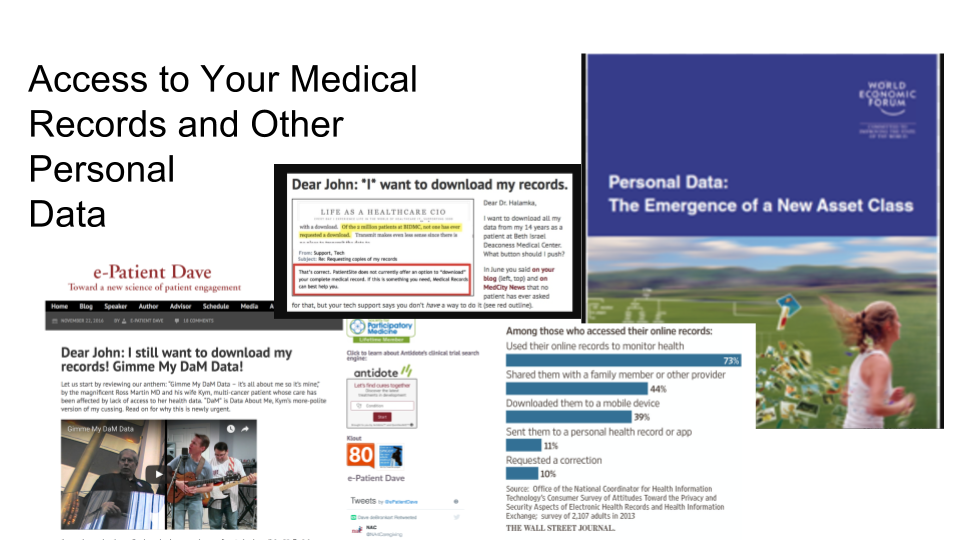 Access to Your Medical
Records and Other
Personal
Data
WORLD
ECONOMIC
FORUM
Personal Data:
The Emergence of a New Asset Class
Dear John: *I* want to download my records.
LIFE AS A HEALTHCARE CIO
with a download. Of the 2 million patients at BIDMC, not one has ever
requested a download. Transmit makes even less sense since there is
From: Support, Tech
Subject: Re: Requesting copies of my records
That's correct. PatientSite does not currently offer an option to "download"
your complete medical record. If this is something you need, Medical Records
can best help you.
Dear Dr. Halamka,
I want to download all my
data from my 14 years as a
patient at Beth Israel
Deaconess Medical Center.
What button should I push?
In June you said on your
blog (left, top) and on
MedCity News that no
patient has ever asked
for that, but your tech support says you don't have a way to do it (see red outline).
e-Patient Dave
Toward a new science of patient engagement
Home Blog Speaker Author Advisor Schedule Media A
NOVEMBER 22, 2016 BY E-PATIENT DAVE 18 COMMENTS
Dear John: I still want to download my
records! Gimme My DaM Data!
Let us start by reviewing our anthem: "Gimme My DaM Data – it's all about me so it's mine,"
by the magnificent Ross Martin MD and his wife Kym, multi-cancer patient whose care has
been affected by lack of access to her health data. "DaM" is Data About Me, Kym's more-polite
version of my cussing. Read on for why this is newly urgent.
Gimme My DaM Data
Participatory
Medicine
Lifetime Member
Click to learn about Antidote's clinical trial search
engine:
antidote
Let's find cures together
Discover the latest
treatments in development
Condition
Start
Klout
80
e-Patient Dave
Tweets by @ePatientDave
Dave deBronkart Retweeted
NAC
@NACaregiving
Among those who accessed their online records:
Used their online records to monitor health
73%
Shared them with a family member or other provider
44%
Downloaded them to a mobile device
39%
Sent them to a personal health record or app
11%
Requested a correction
10%
Source: Office of the National Coordinator for Health Information
Technology's Consumer Survey of Attitudes Toward the Privacy and
Security Aspects of Electronic Health Records and Health Information
Exchange; survey of 2,107 adults in 2013
THE WALL STREET JOURNAL.